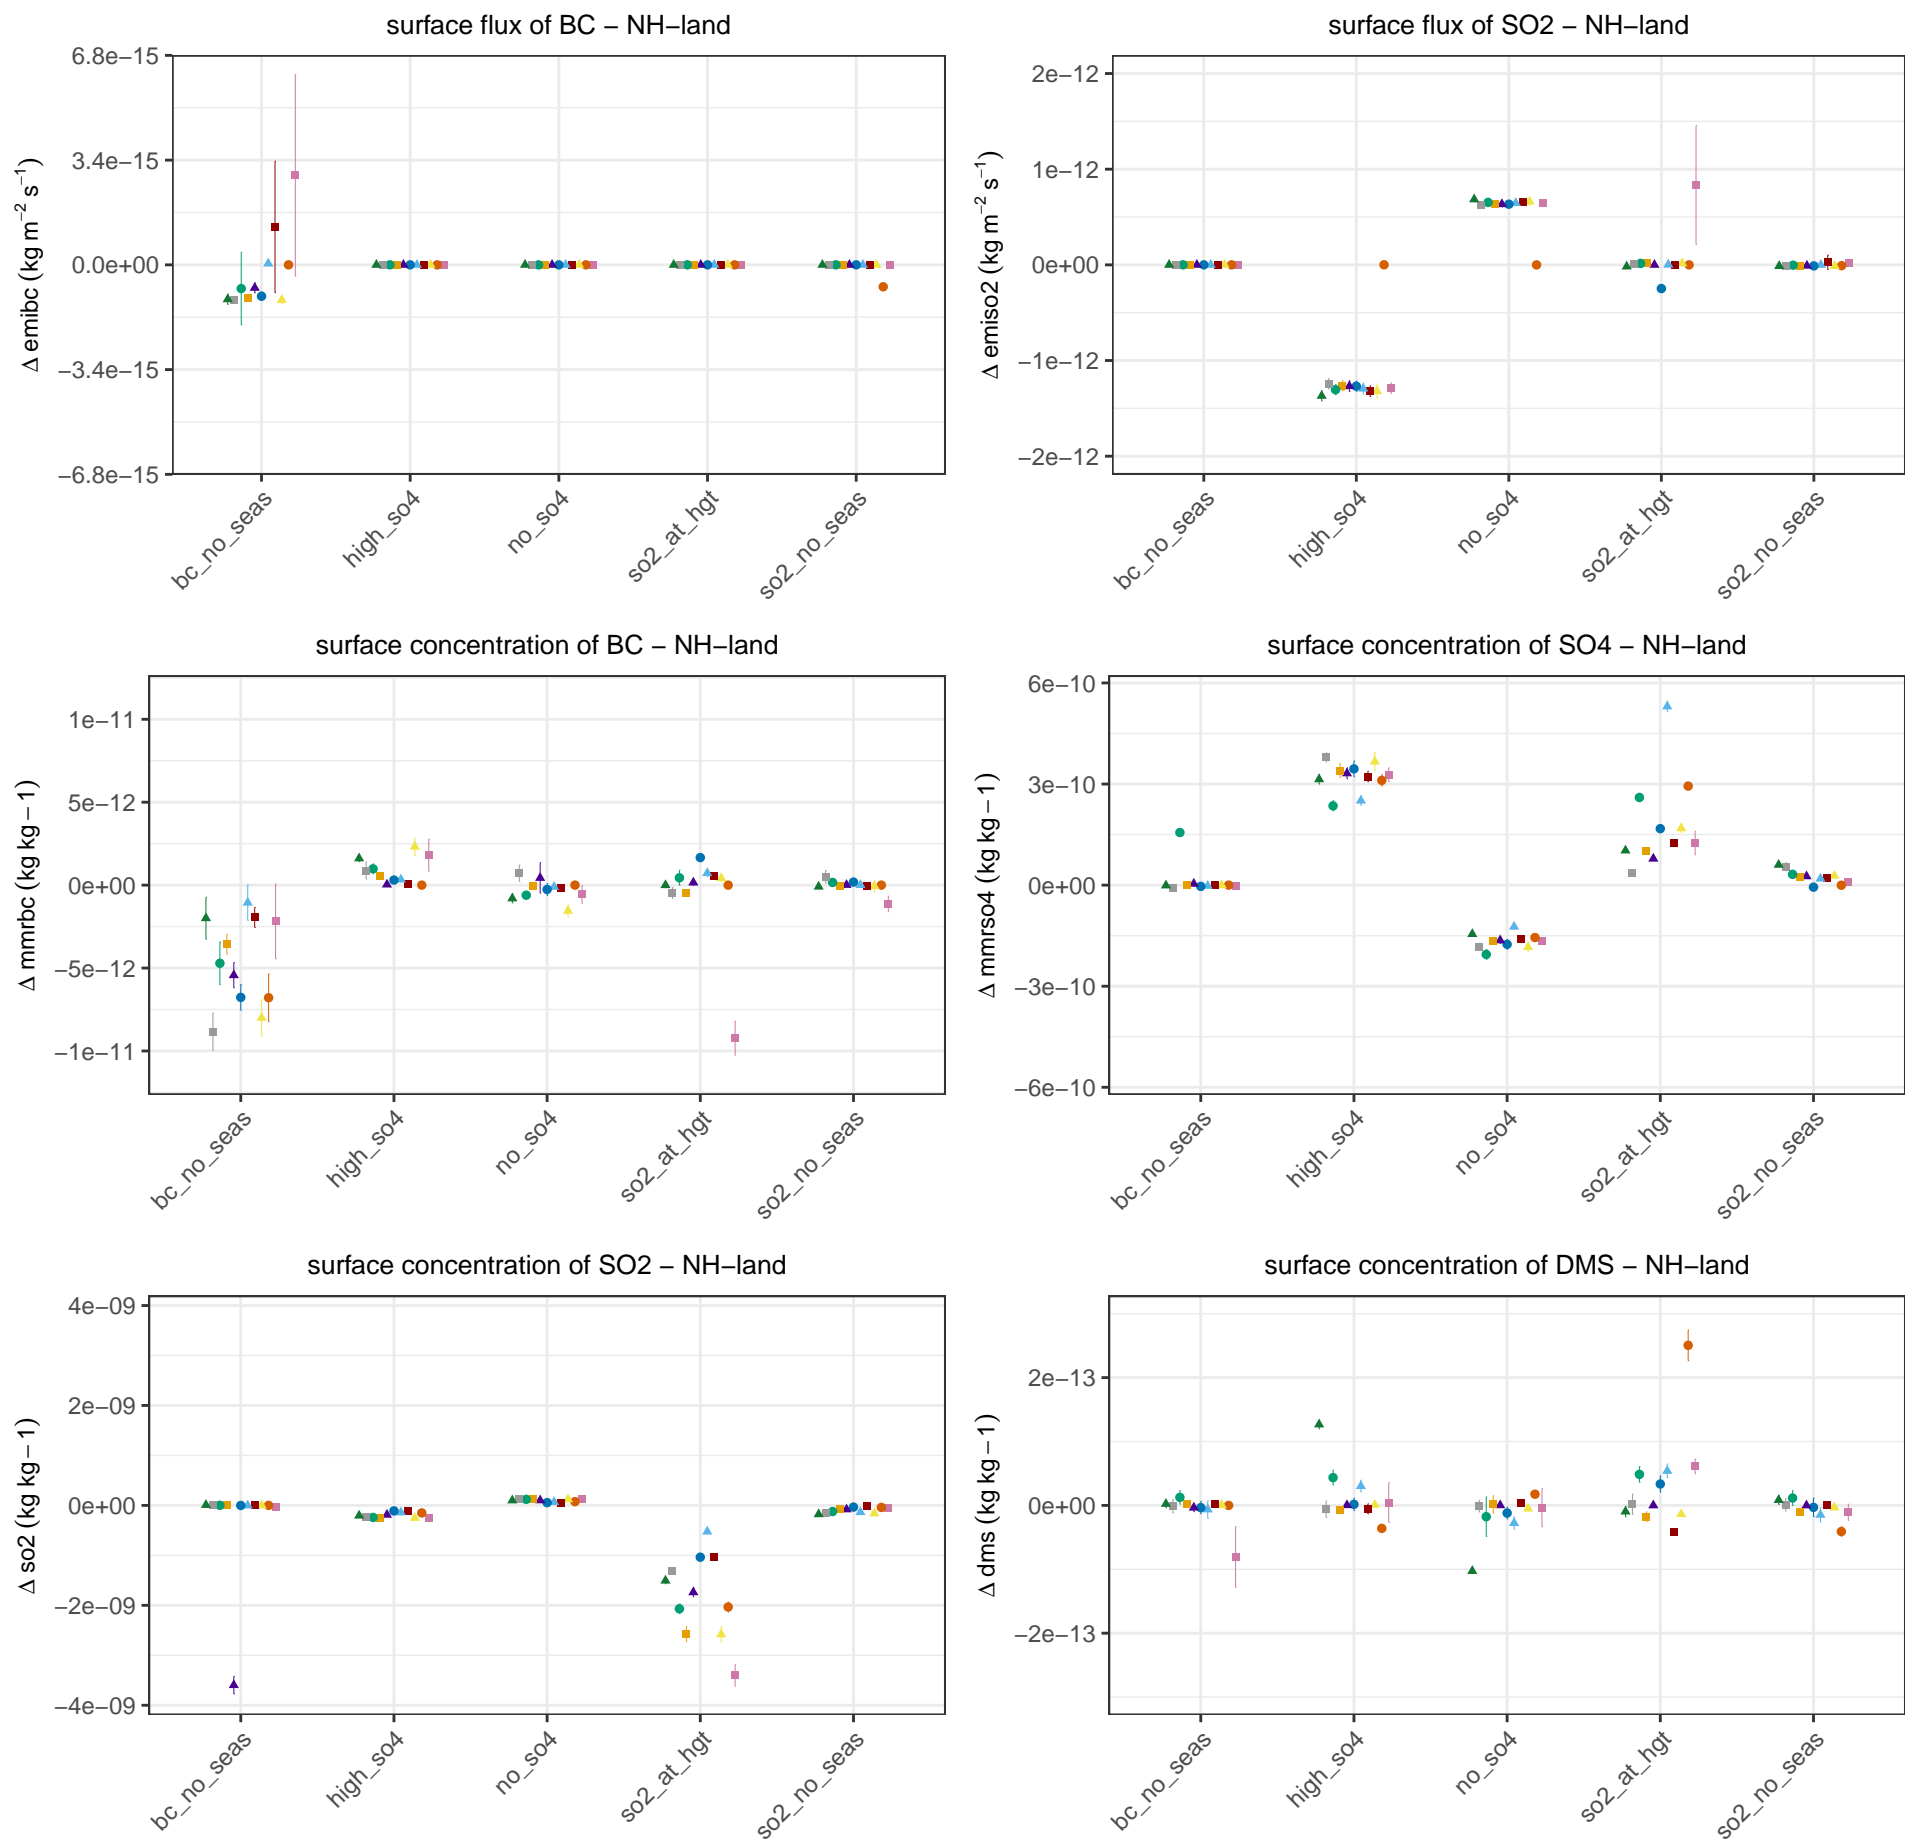 surface flux of BC − NH−land
Δ emibc (kg m−2 s−1)
6.8e−15
3.4e−15
0.0e+00
−3.4e−15
−6.8e−15
bc_no_seas
high_so4
no_so4
so2_at_hgt
so2_no_seas
surface flux of SO2 − NH−land
Δ emiso2 (kg m−2 s−1)
2e−12
1e−12
0e+00
−1e−12
−2e−12
bc_no_seas
high_so4
no_so4
so2_at_hgt
so2_no_seas
surface concentration of BC − NH−land
Δ mmrbc (kg kg − 1)
1e−11
5e−12
0e+00
−5e−12
−1e−11
bc_no_seas
high_so4
no_so4
so2_at_hgt
so2_no_seas
surface concentration of SO4 − NH−land
Δ mmrso4 (kg kg − 1)
6e−10
3e−10
0e+00
−3e−10
−6e−10
bc_no_seas
high_so4
no_so4
so2_at_hgt
so2_no_seas
surface concentration of SO2 − NH−land
Δ so2 (kg kg − 1)
4e−09
2e−09
0e+00
−2e−09
−4e−09
bc_no_seas
high_so4
no_so4
so2_at_hgt
so2_no_seas
surface concentration of DMS − NH−land
Δ dms (kg kg − 1)
2e−13
0e+00
−2e−13
bc_no_seas
high_so4
no_so4
so2_at_hgt
so2_no_seas